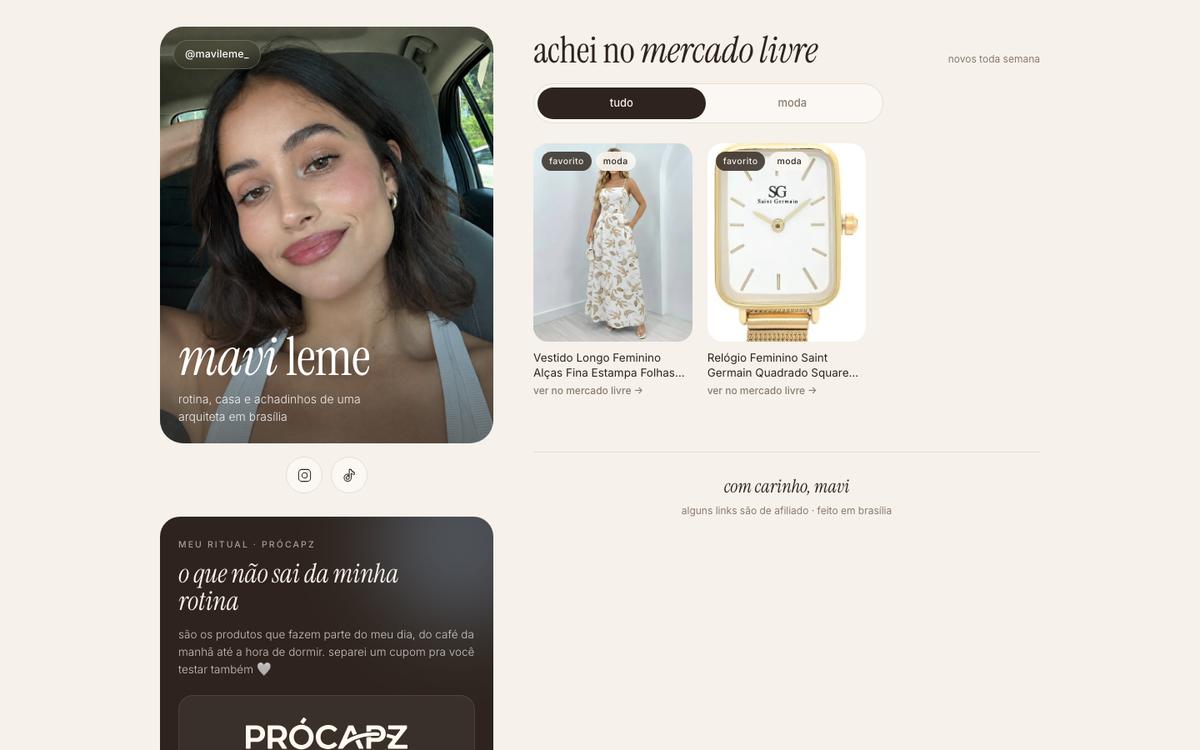 @mavileme_
mavi leme
rotina, casa e achadinhos de uma
arquiteta em brasília
MEU RITUAL · PRÓCAPZ
o que não sai da minha
rotina
são os produtos que fazem parte do meu dia, do café da
manhã até a hora de dormir. separei um cupom pra você
testar também 🤍
PRÓCAPZ
achei no mercado livre
novos toda semana
tudo
moda
favorito
moda
Vestido Longo Feminino
Alças Fina Estampa Folhas...
ver no mercado livre →
favorito
moda
SG
Saint Germain
Relógio Feminino Saint
Germain Quadrado Square...
ver no mercado livre →
com carinho, mavi
alguns links são de afiliado · feito em brasília